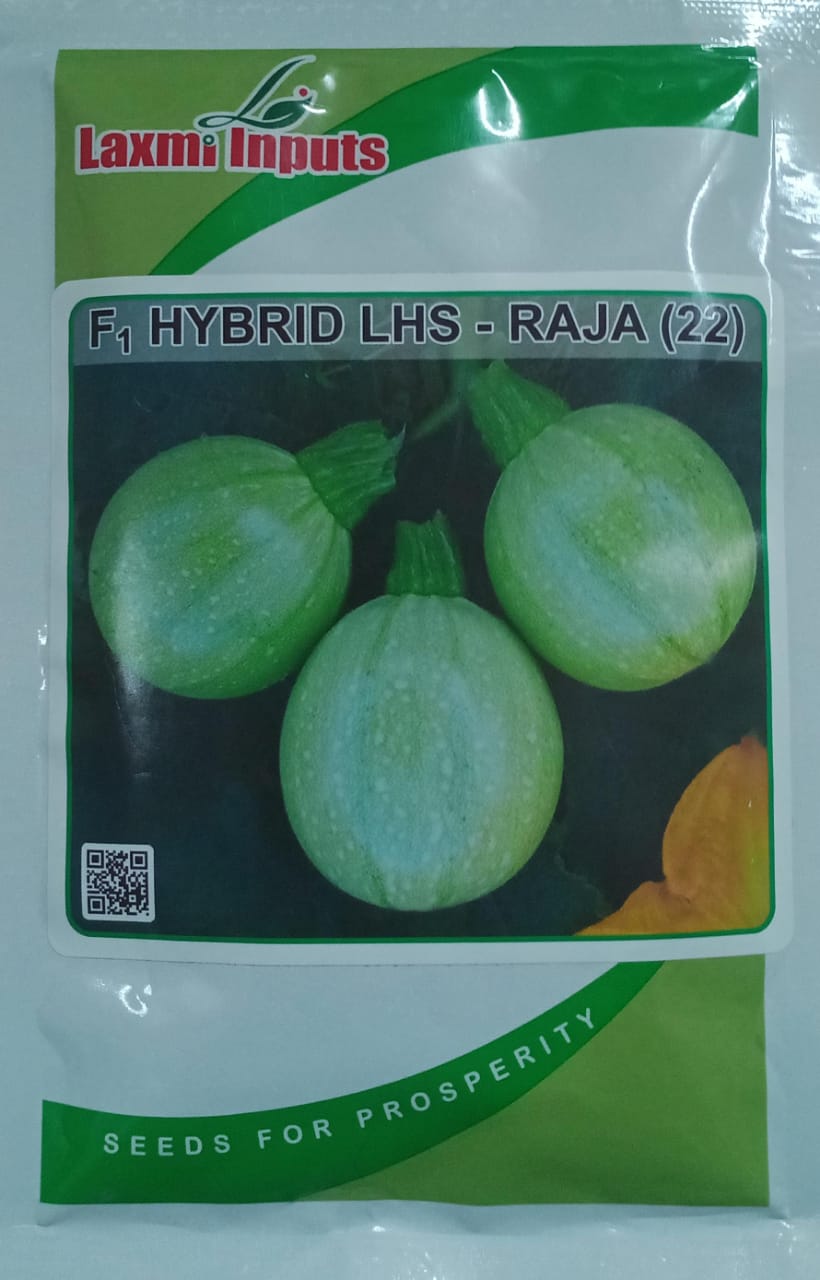 Laxmi Inputs
F1 HYBRID LHS - RAJA (22)
SEEDS FOR PROSPERITY